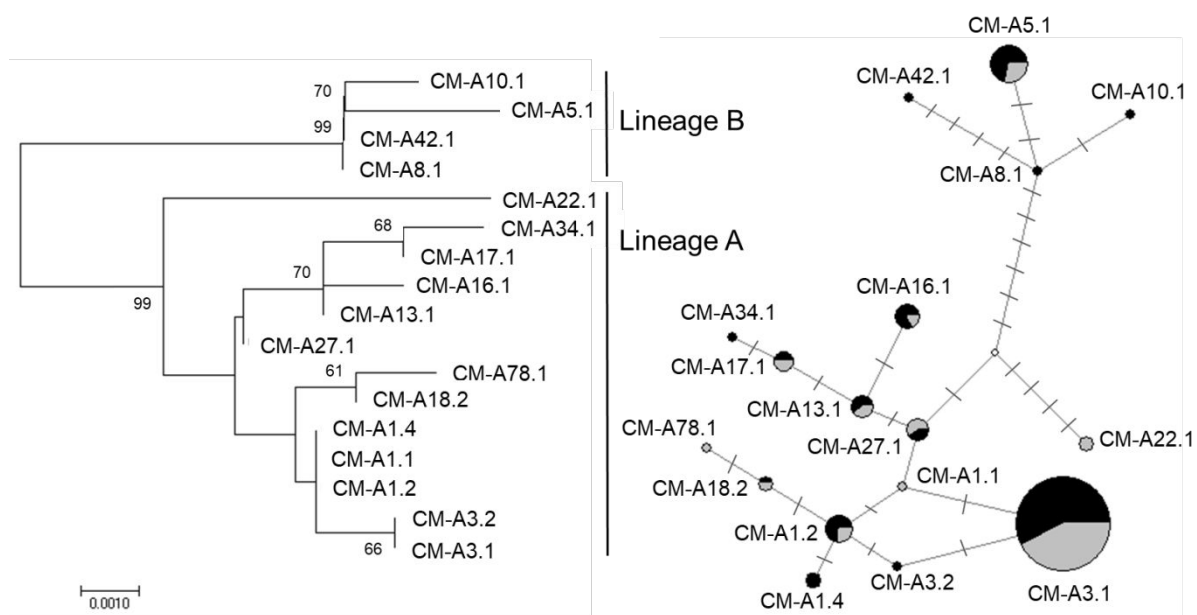 70
CM-A10.1
CM-A5.1
99
CM-A42.1
CM-A8.1
Lineage B
CM-A22.1
68
CM-A34.1
Lineage A
CM-A17.1
70
CM-A16.1
99
CM-A13.1
CM-A27.1
61
CM-A78.1
CM-A18.2
CM-A1.4
CM-A1.1
CM-A1.2
CM-A3.2
66
CM-A3.1
0.0010
CM-A5.1
CM-A42.1
CM-A10.1
CM-A8.1
CM-A16.1
CM-A34.1
CM-A17.1
CM-A13.1
CM-A78.1
CM-A27.1
CM-A22.1
CM-A18.2
CM-A1.1
CM-A1.2
CM-A3.2
CM-A1.4
CM-A3.1